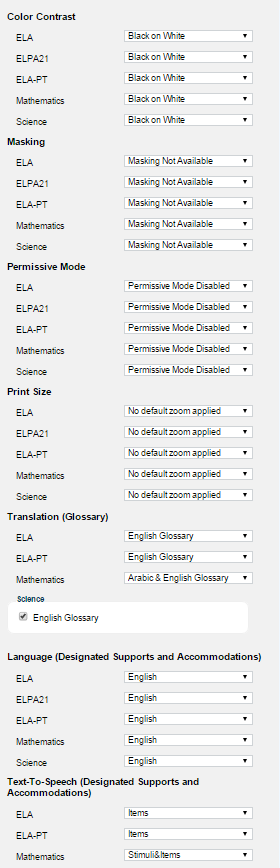 Color Contrast
ELA Black on White
ELPA21 Black on White
ELA-PT Black on White
Mathematics Black on White
Science Black on White
Masking
ELA Masking Not Available
ELPA21 Masking Not Available
ELA-PT Masking Not Available
Mathematics Masking Not Available
Science Masking Not Available
Permissive Mode
ELA Permissive Mode Disabled
ELPA21 Permissive Mode Disabled
ELA-PT Permissive Mode Disabled
Mathematics Permissive Mode Disabled
Science Permissive Mode Disabled
Print Size
ELA No default zoom applied
ELPA21 No default zoom applied
ELA-PT No default zoom applied
Mathematics No default zoom applied
Science No default zoom applied
Translation (Glossary)
ELA English Glossary
ELA-PT English Glossary
Mathematics Arabic & English Glossary
Science
English Glossary
Language (Designated Supports and Accommodations)
ELA English
ELPA21 English
ELA-PT English
Mathematics English
Science English
Text-To-Speech (Designated Supports and
Accommodations)
ELA Items
ELA-PT Items
Mathematics Stimuli&Items